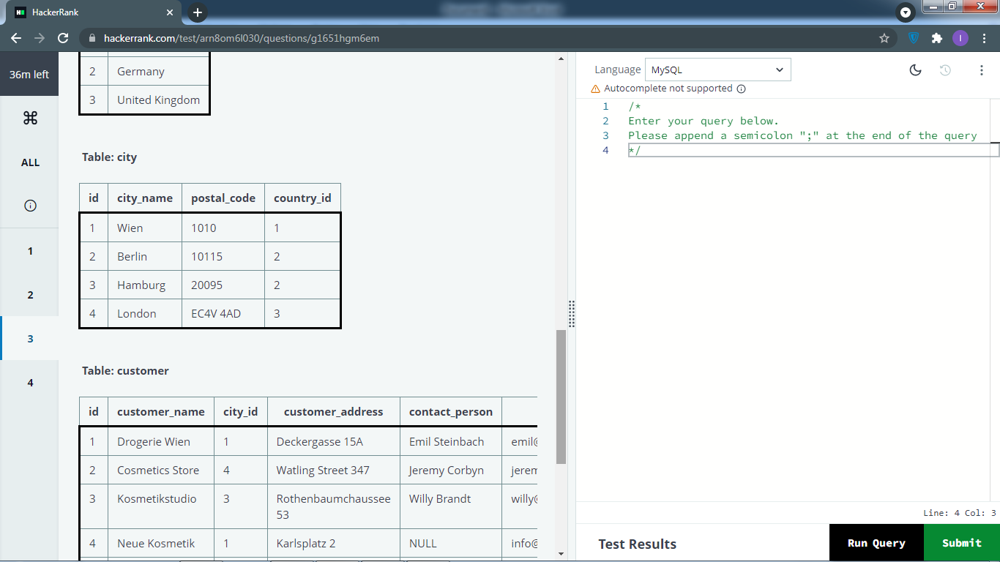 HackerRank
hackerrank.com/test/arn8om6l030/questions/g1651hgm6em
I
36m left
ALL
1
2
3
4
2 Germany
3 United Kingdom
Table: city
id city_name postal_code country_id
1 Wien 1010 1
2 Berlin 10115 2
3 Hamburg 20095 2
4 London EC4V 4AD 3
Table: customer
id customer_name city_id customer_address contact_person
1 Drogerie Wien 1 Deckergasse 15A Emil Steinbach emil@
2 Cosmetics Store 4 Watling Street 347 Jeremy Corbyn jerem
3 Kosmetikstudio 3 Rothenbaumchaussee 53 Willy Brandt willy@
4 Neue Kosmetik 1 Karlsplatz 2 NULL info@
Language MySQL
Autocomplete not supported
1 /*
2 Enter your query below.
3 Please append a semicolon ";" at the end of the query
4 */
Line: 4 Col: 3
Test Results
Run Query
Submit